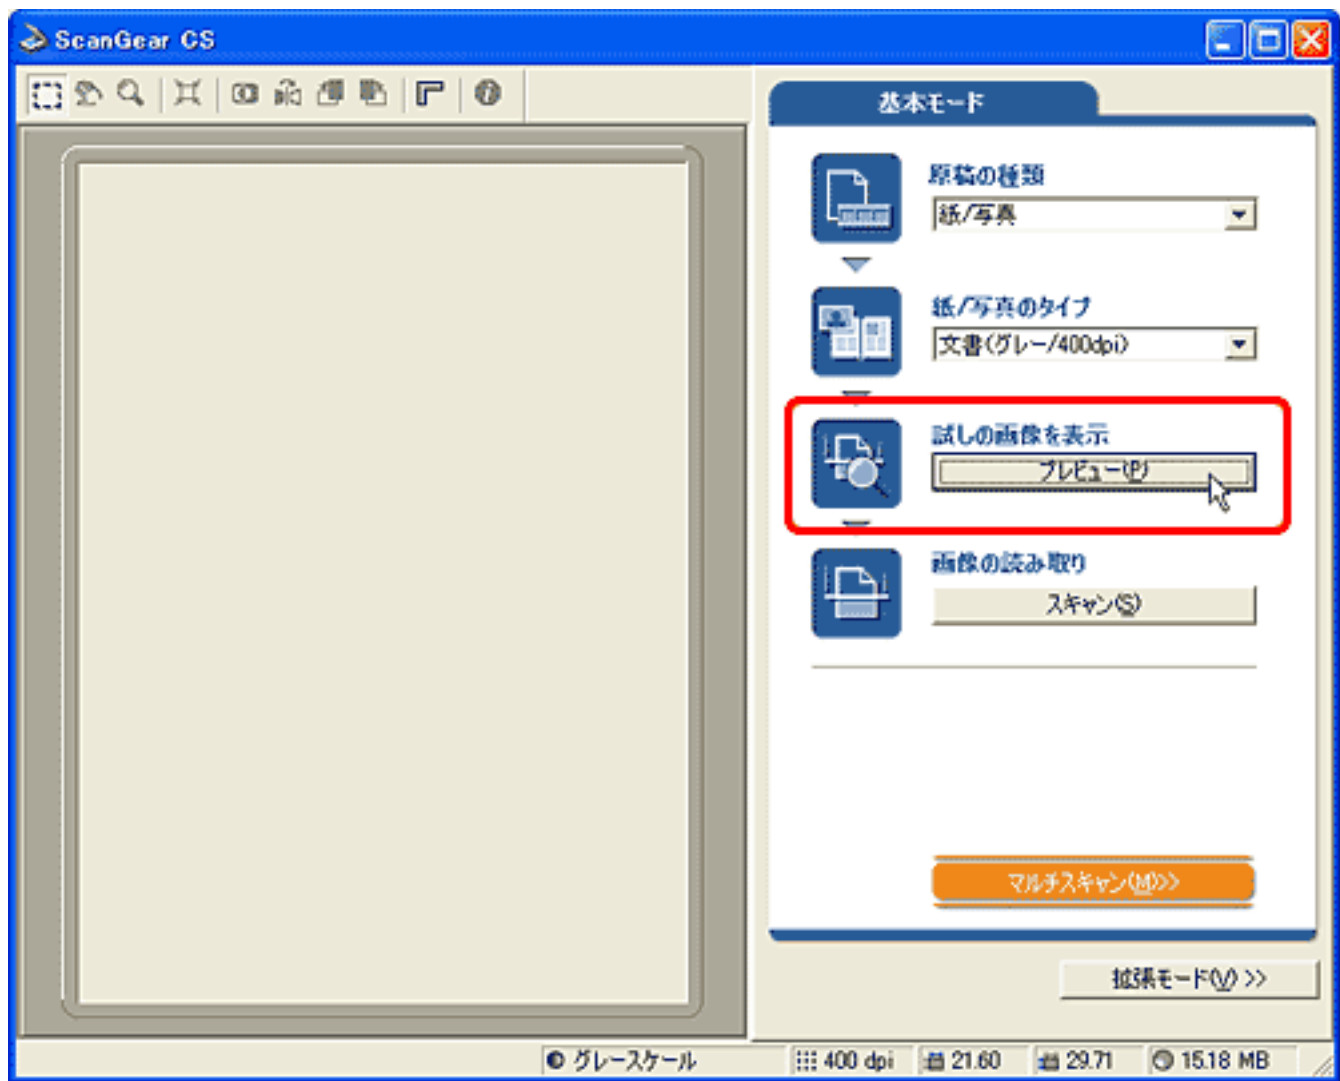 ScanGear CS
基本モード
原稿の種類
紙/写真
紙/写真のタイプ
文書(グレー/400dpi)
試しの画像を表示
プレビュー(P)
画像の読み取り
スキャン(S)
マルチスキャン(M)>>
拡張モード(V) >>
グレースケール 400 dpi 21.60 29.71 15.18 MB